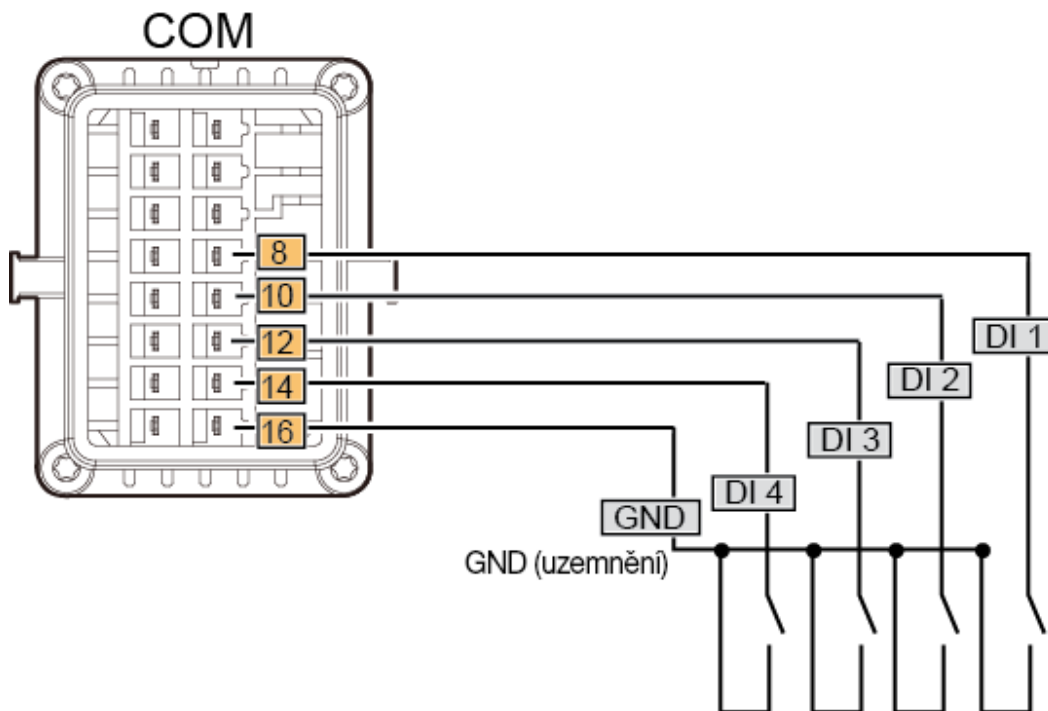 COM
8
10
12
14
16
DI 1
DI 2
DI 3
DI 4
GND
GND (uzemnění)